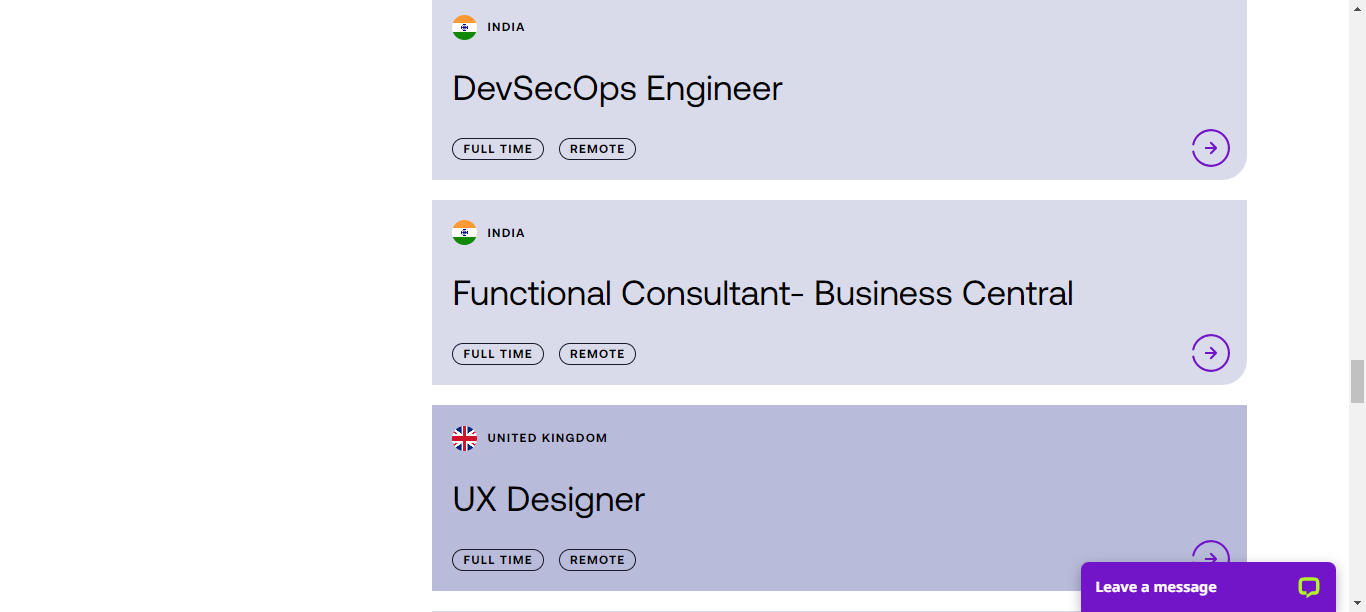 INDIA
DevSecOps Engineer
FULL TIME REMOTE
INDIA
Functional Consultant- Business Central
FULL TIME REMOTE
UNITED KINGDOM
UX Designer
FULL TIME REMOTE
Leave a message